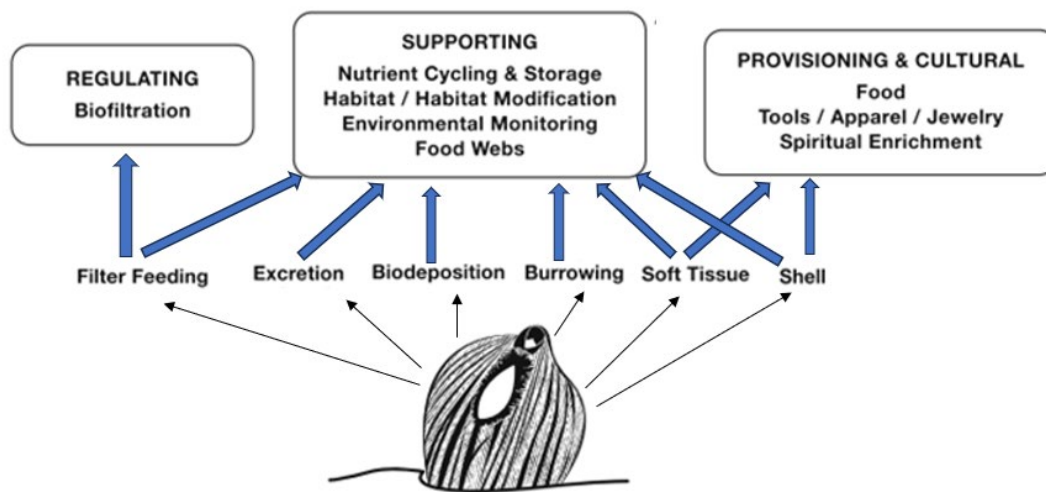 REGULATING
Biofiltration
SUPPORTING
Nutrient Cycling & Storage
Habitat / Habitat Modification
Environmental Monitoring
Food Webs
PROVISIONING & CULTURAL
Food
Tools / Apparel / Jewelry
Spiritual Enrichment
Filter Feeding
Excretion
Biodeposition
Burrowing
Soft Tissue
Shell